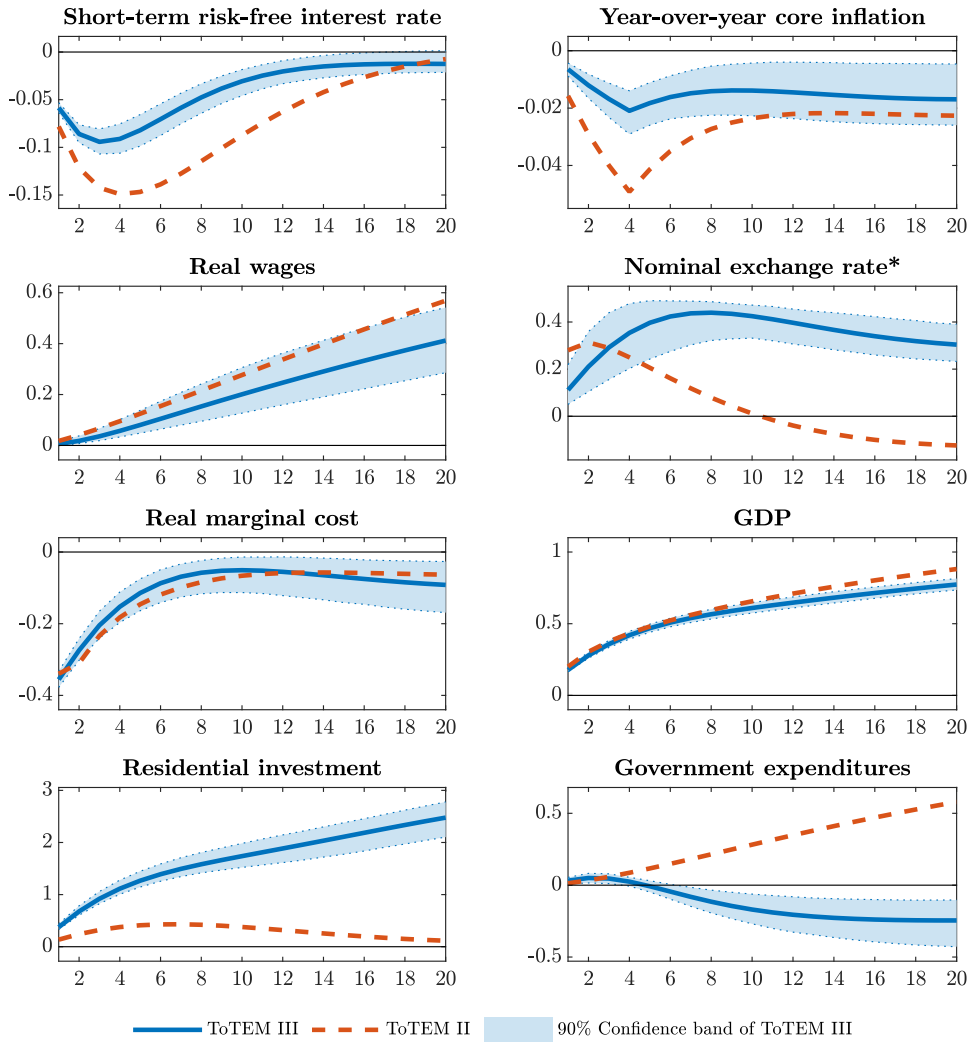 Short-term risk-free interest rate
0
-0.05
-0.1
-0.15
2 4 6 8 10 12 14 16 18 20
Year-over-year core inflation
0
-0.02
-0.04
2 4 6 8 10 12 14 16 18 20
Real wages
0.6
0.4
0.2
0
2 4 6 8 10 12 14 16 18 20
Nominal exchange rate*
0.4
0.2
0
2 4 6 8 10 12 14 16 18 20
Real marginal cost
0
-0.2
-0.4
2 4 6 8 10 12 14 16 18 20
GDP
1
0.5
0
2 4 6 8 10 12 14 16 18 20
Residential investment
3
2
1
0
2 4 6 8 10 12 14 16 18 20
Government expenditures
0.5
0
-0.5
2 4 6 8 10 12 14 16 18 20
ToTEM III ToTEM II 90% Confidence band of ToTEM III